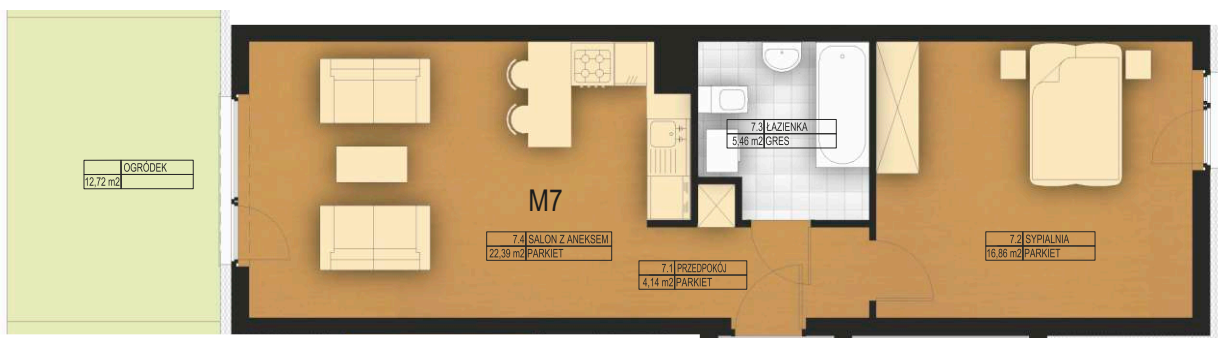 OGRÓDEK
12,72 m2
M7
7.4 SALON Z ANEKSEM
22,39 m2 PARKIET
7.1 PRZEDPOKÓJ
4,14 m2 PARKIET
7.3 ŁAZIENKA
5,46 m2 GRES
7.2 SYPIALNIA
16,86 m2 PARKIET